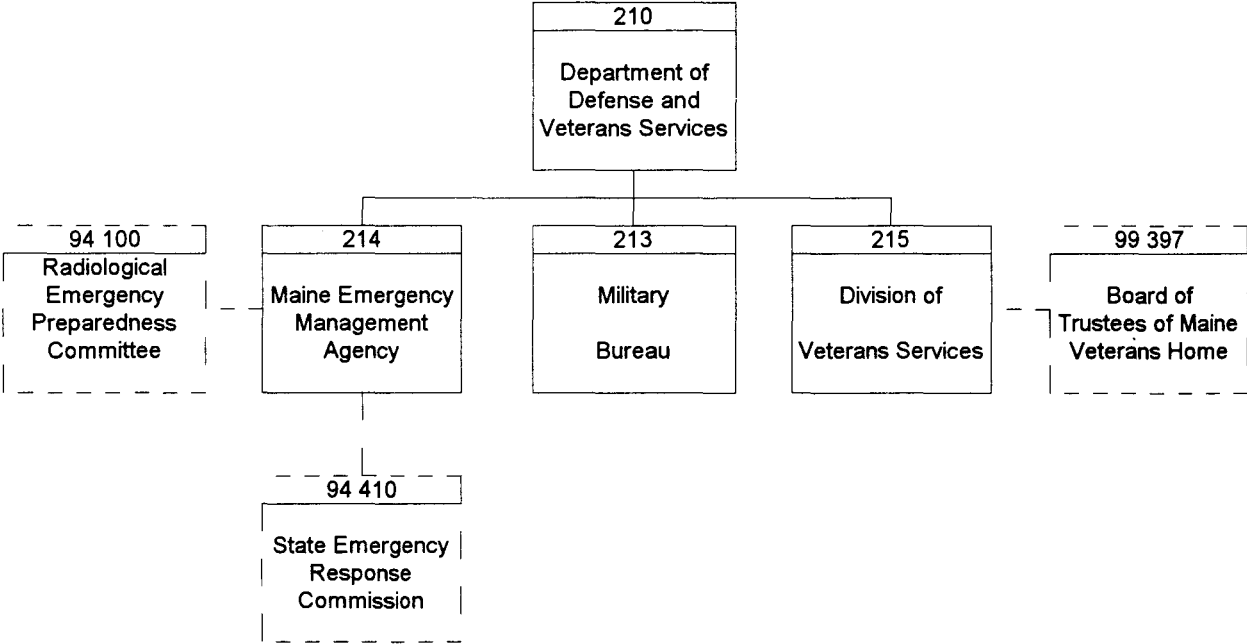 210
Department of
Defense and
Veterans Services
94 100
Radiological
Emergency
Preparedness
Committee
214
Maine Emergency
Management
Agency
213
Military
Bureau
215
Division of
Veterans Services
99 397
Board of
Trustees of Maine
Veterans Home
94 410
State Emergency
Response
Commission